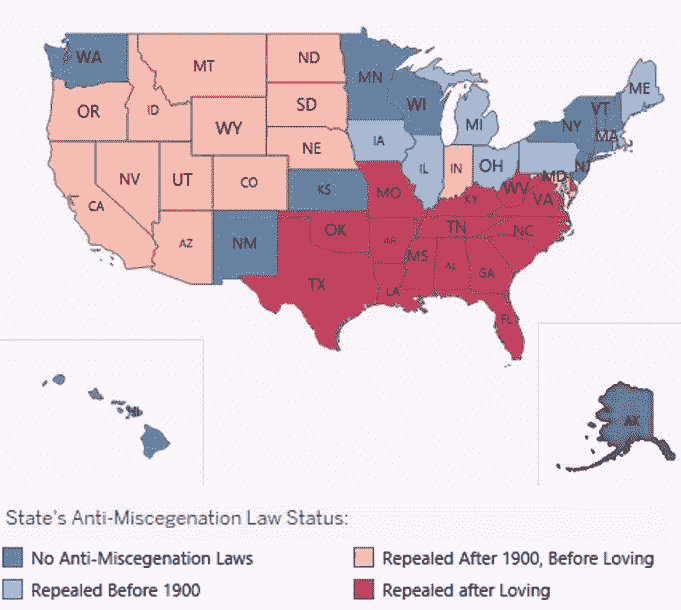 WA
MT
ND
MN
OR
ID
SD
WI
ME
VT
WY
MI
NY
MA
NE
IA
NV
UT
CO
IL
IN
OH
NJ
CA
KS
MO
KY
WV
MD
VA
AZ
NM
OK
AR
TN
NC
MS
AL
GA
TX
LA
FL
HI
AK
State's Anti-Miscegenation Law Status:
No Anti-Miscegenation Laws
Repealed After 1900, Before Loving
Repealed Before 1900
Repealed after Loving